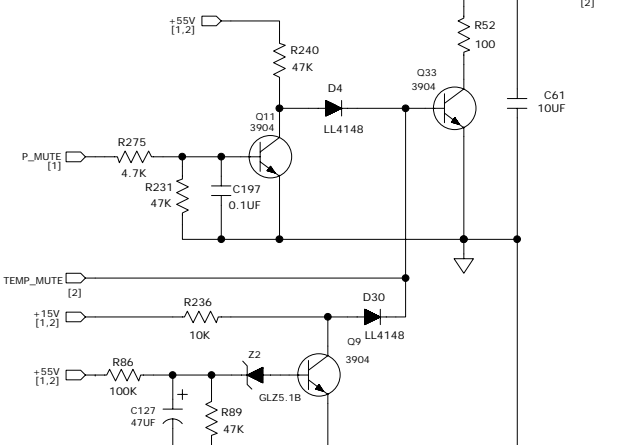 [2]
+55V
[1,2]
R52
100
R240
47K
Q33
3904
D4
LL4148
C61
10UF
Q11
3904
R275
4.7K
P_MUTE
[1]
R231
47K
C197
0.1UF
TEMP_MUTE
[2]
D30
LL4148
R236
10K
+15V
[1,2]
Q9
3904
Z2
GLZ5.1B
R86
100K
+55V
[1,2]
+
C127
47UF
R89
47K